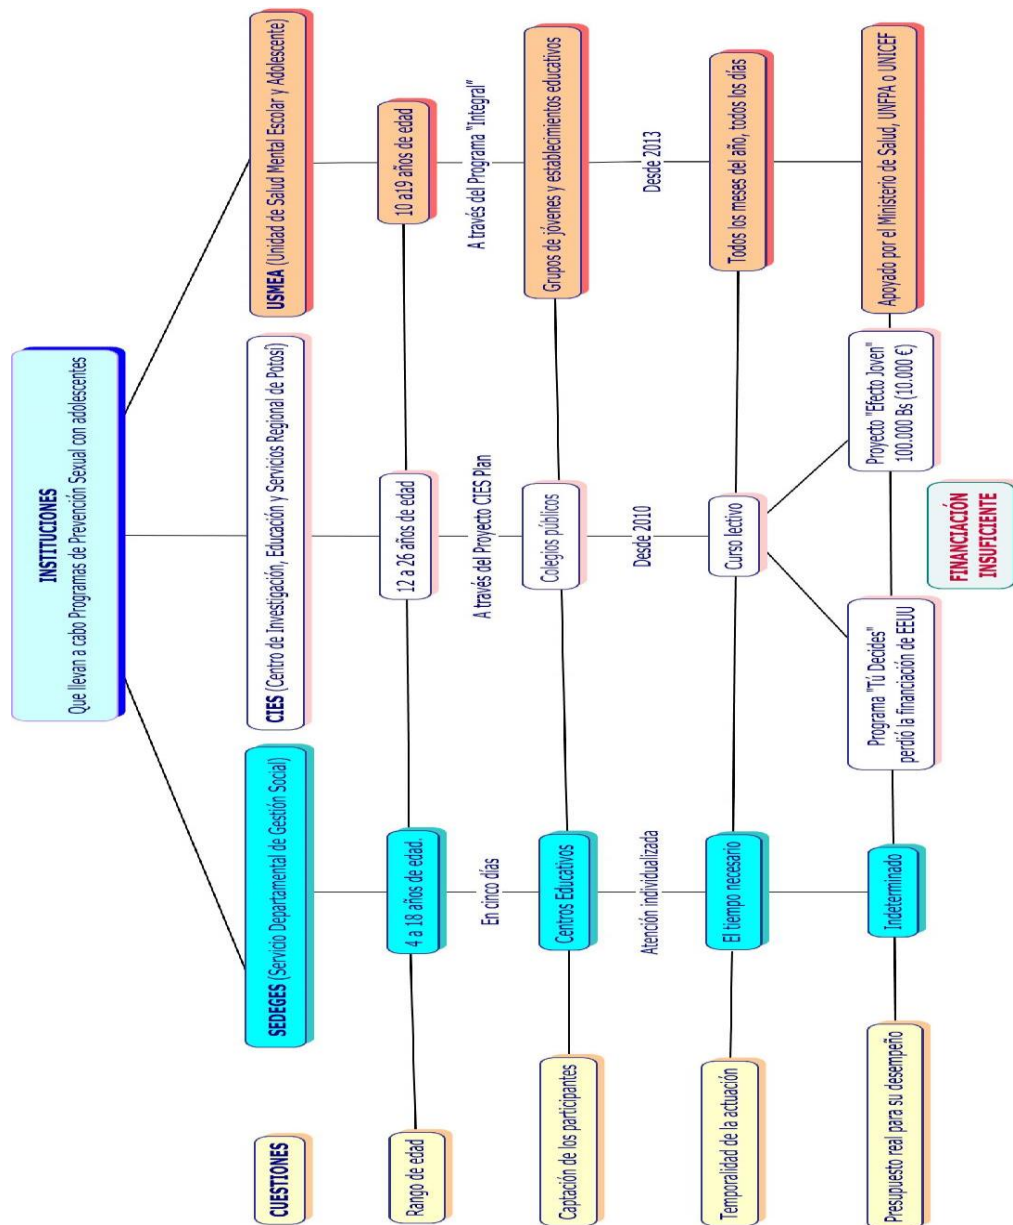 INSTITUCIONES
Que llevan a cabo Programas de Prevención Sexual con adolescentes
CUESTIONES
SEDEGES (Servicio Departamental de Gestión Social)
CIES (Centro de Investigación, Educación y Servicios Regional de Potosí)
USMEA (Unidad de Salud Mental Escolar y Adolescente)
Rango de edad
4 a 18 años de edad.
12 a 26 años de edad
10 a19 años de edad
En cinco días
A través del Proyecto CIES Plan
A través del Programa "Integral"
Captación de los participantes
Centros Educativos
Colegios públicos
Grupos de jóvenes y establecimientos educativos
Atención individualizada
Desde 2010
Desde 2013
Temporalidad de la actuación
El tiempo necesario
Curso lectivo
Todos los meses del año, todos los días
Presupuesto real para su desempeño
Indeterminado
Programa "Tú Decides"
perdió la financiación de EEUU
Proyecto "Efecto Joven"
100.000 Bs (10.000 €)
Apoyado por el Ministerio de Salud, UNFPA o UNICEF
FINANCIACIÓN
INSUFICIENTE